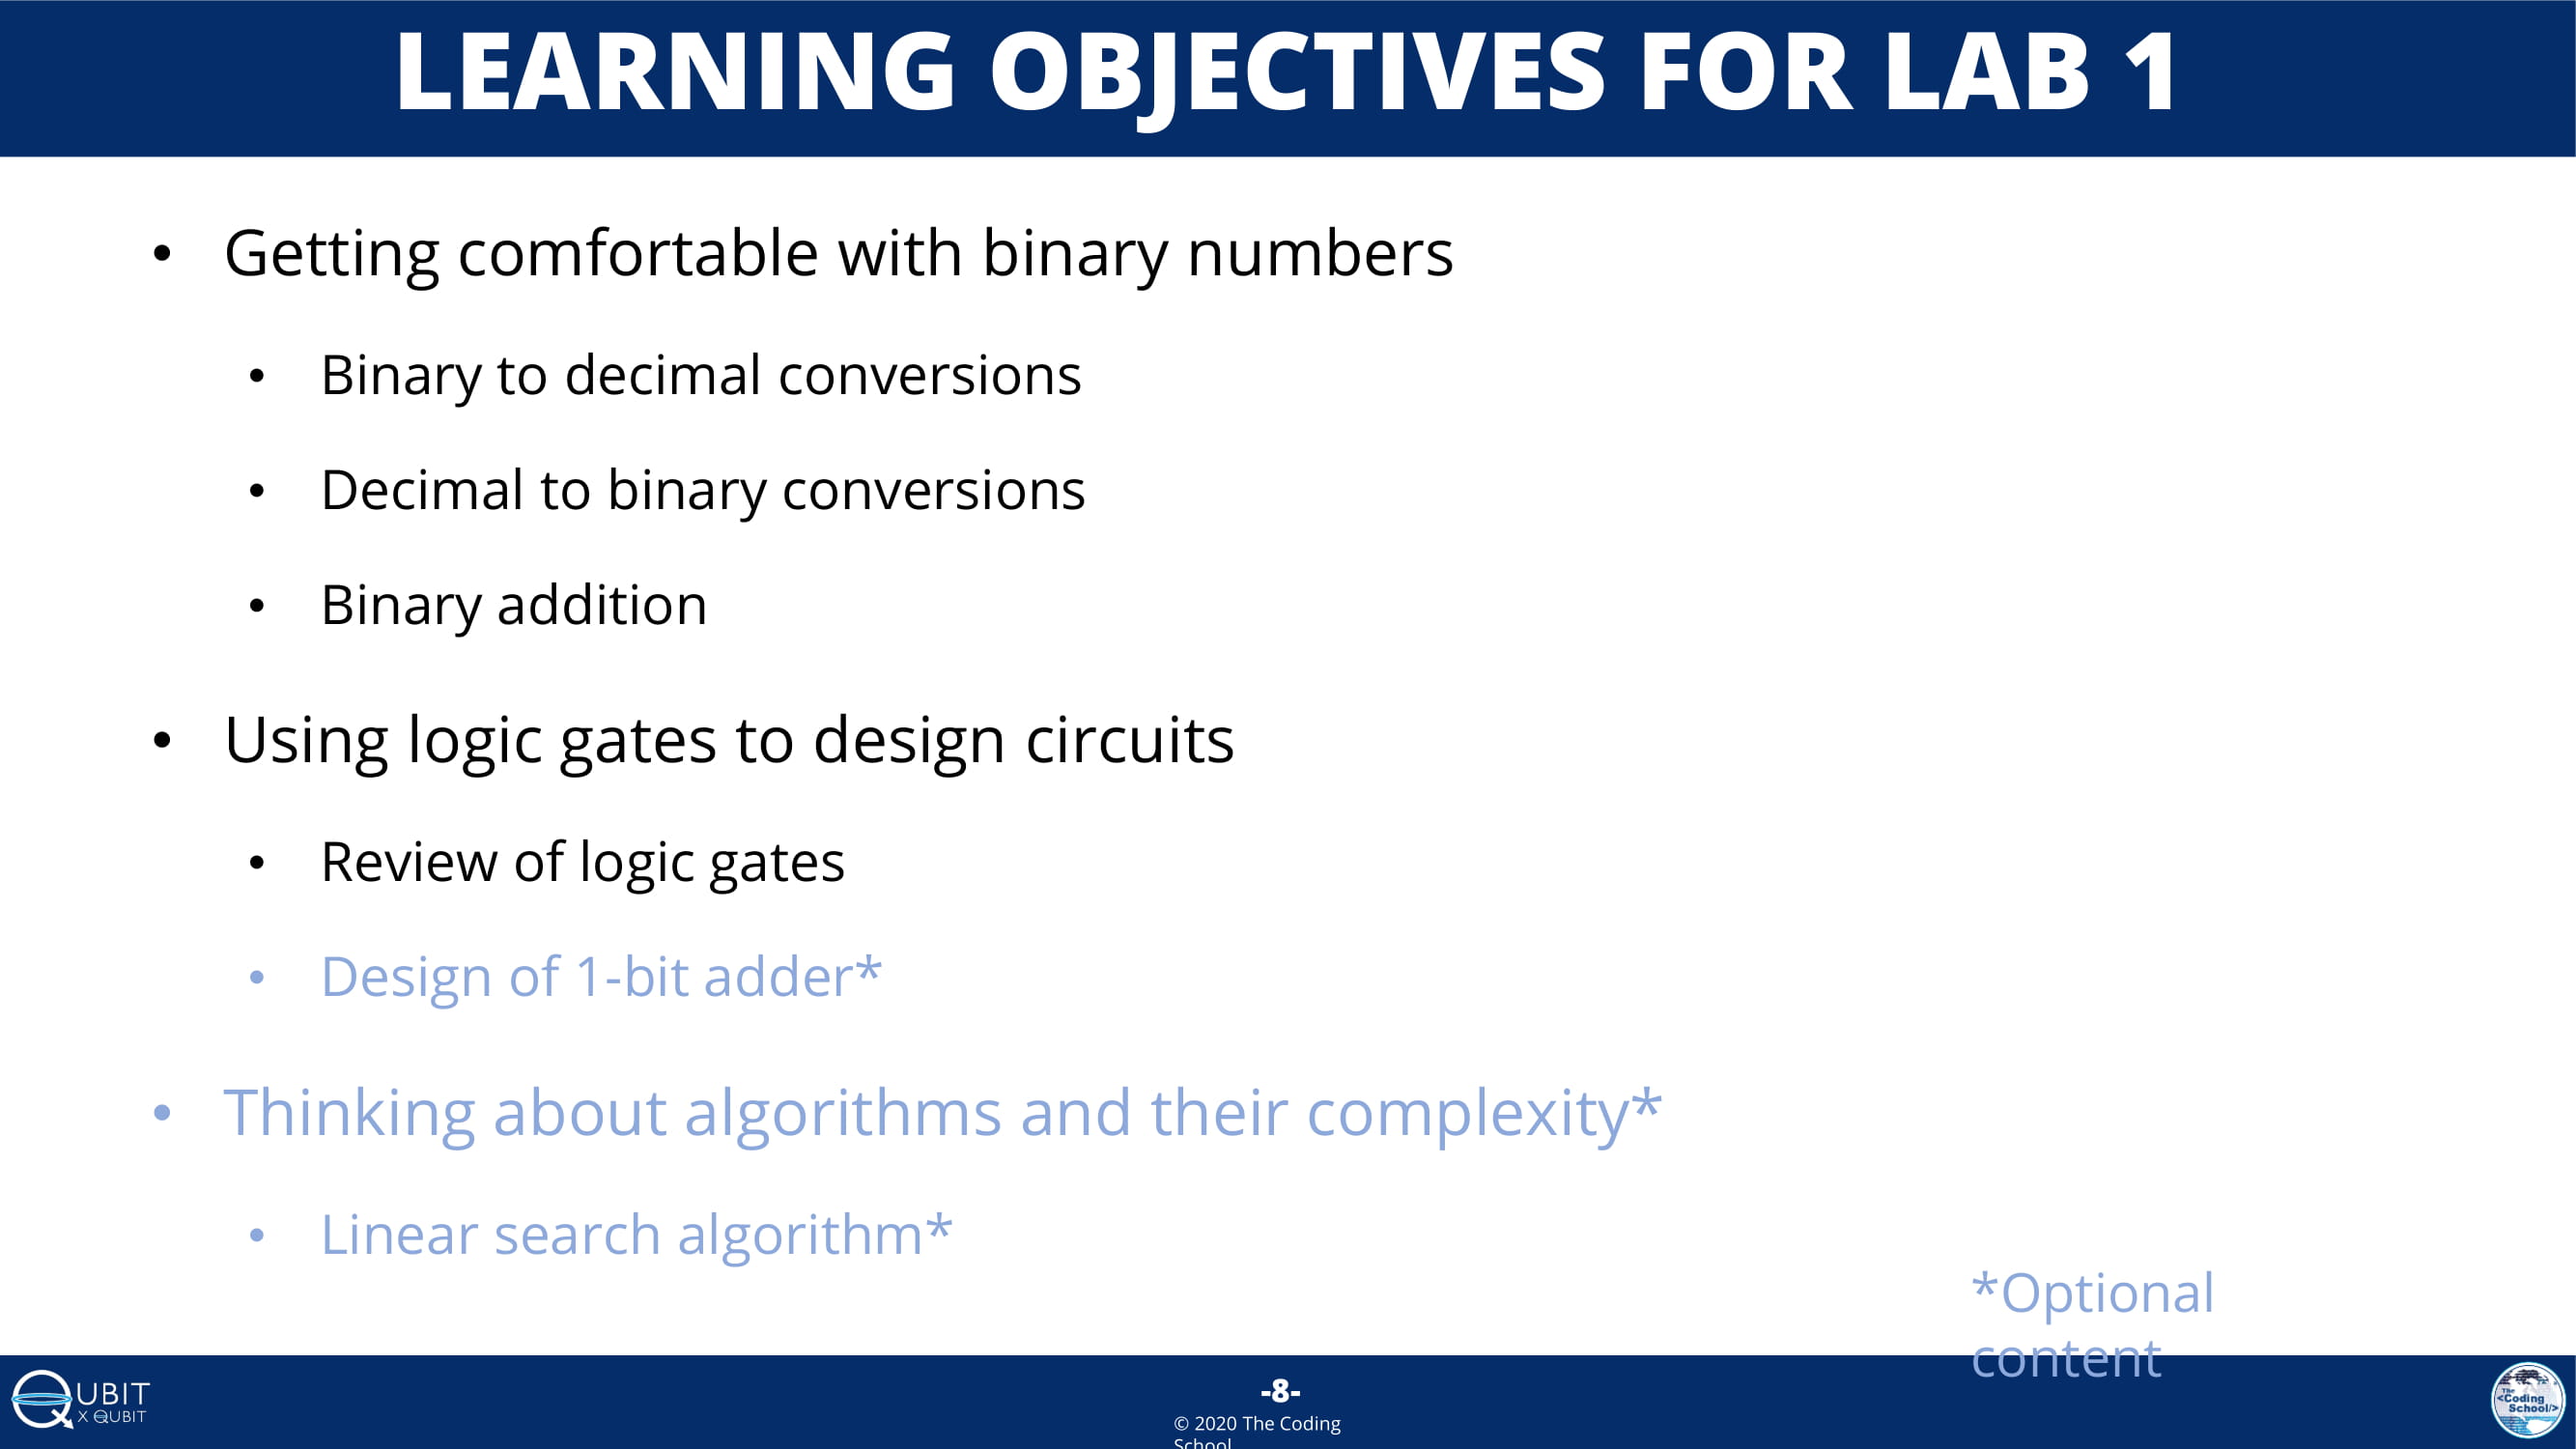 LEARNING OBJECTIVES FOR LAB 1
• Getting comfortable with binary numbers
• Binary to decimal conversions
• Decimal to binary conversions
• Binary addition
• Using logic gates to design circuits
• Review of logic gates
• Design of 1-bit adder*
• Thinking about algorithms and their complexity*
• Linear search algorithm*
*Optional
content
QUBIT
X QUBIT
-8-
© 2020 The Coding
School
The
<Coding
School/>